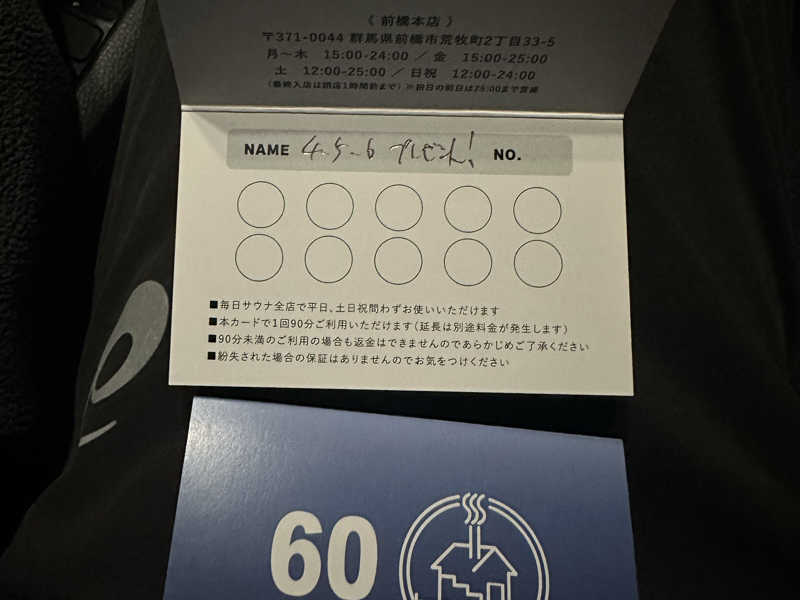 《 前橋本店 》
〒371-0044 群馬県前橋市荒牧町2丁目33-5
月〜木 15:00-24:00 ／ 金 15:00-25:00
土 12:00-25:00 ／ 日祝 12:00-24:00
（最終入店は閉店1時間前まで）※祝日の前日は25:00まで営業
NAME 4.5-6 プレゼント! NO.
■毎日サウナ全店で平日、土日祝問わずお使いいただけます
■本カードで1回90分ご利用いただけます（延長は別途料金が発生します）
■90分未満のご利用の場合も返金はできませんのであらかじめご了承ください
■紛失された場合の保証はありませんのでお気をつけください
60